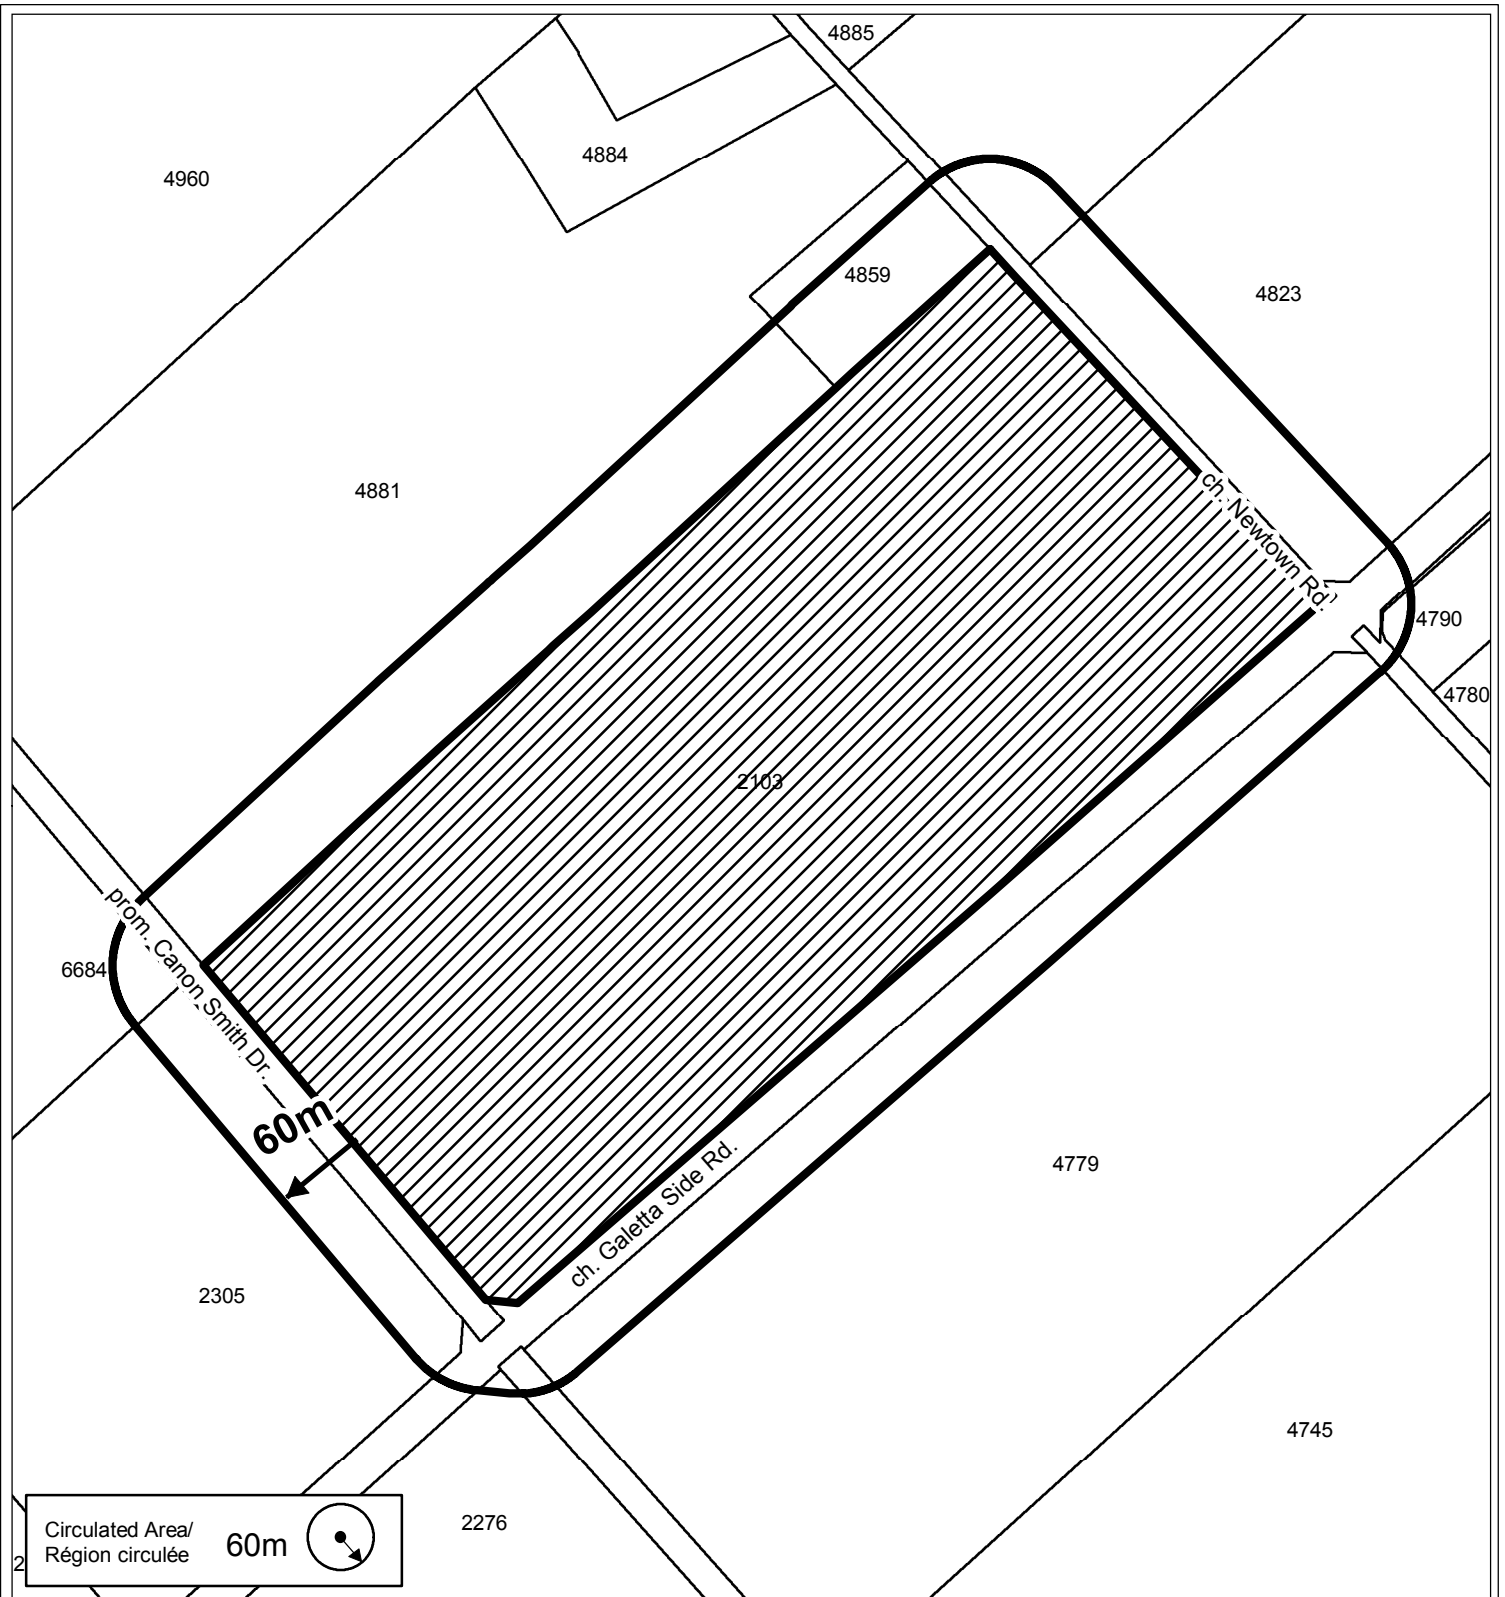 4885
4884
4960
4859
4823
4881
ch. Newtown Rd.
4790
4780
2103
prom. Canon Smith Dr.
6684
60m
ch. Galetta Side Rd.
4779
2305
4745
2276
Circulated Area/
Région circulée
60m
2